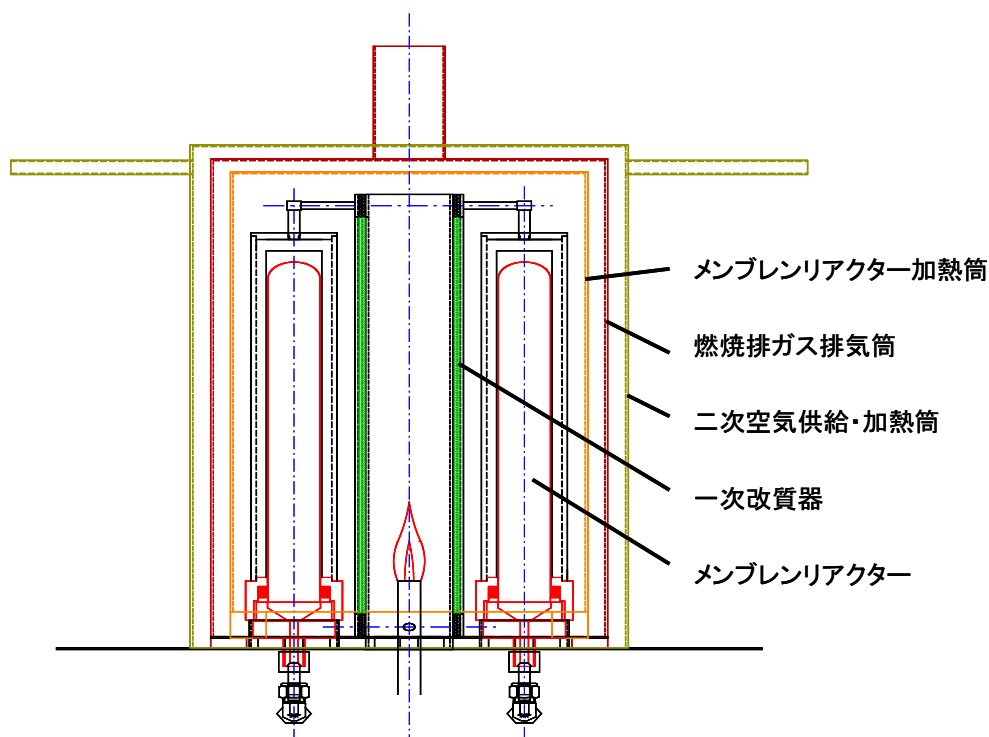 メンブレンリアクター加熱筒
燃焼排ガス排気筒
二次空気供給・加熱筒
一次改質器
メンブレンリアクター